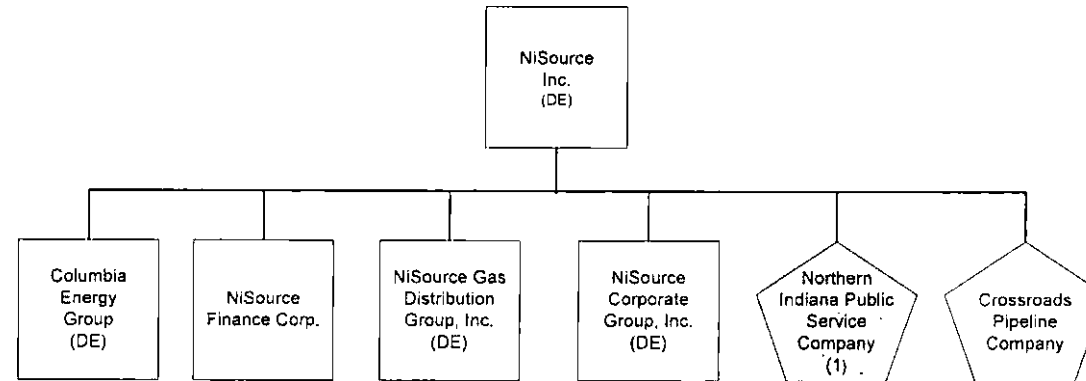 NiSource
Inc.
(DE)
Columbia
Energy
Group
(DE)
NiSource
Finance Corp.
NiSource Gas
Distribution
Group, Inc.
(DE)
NiSource
Corporate
Group, Inc.
(DE)
Northern
Indiana Public
Service
Company
(1)
Crossroads
Pipeline
Company